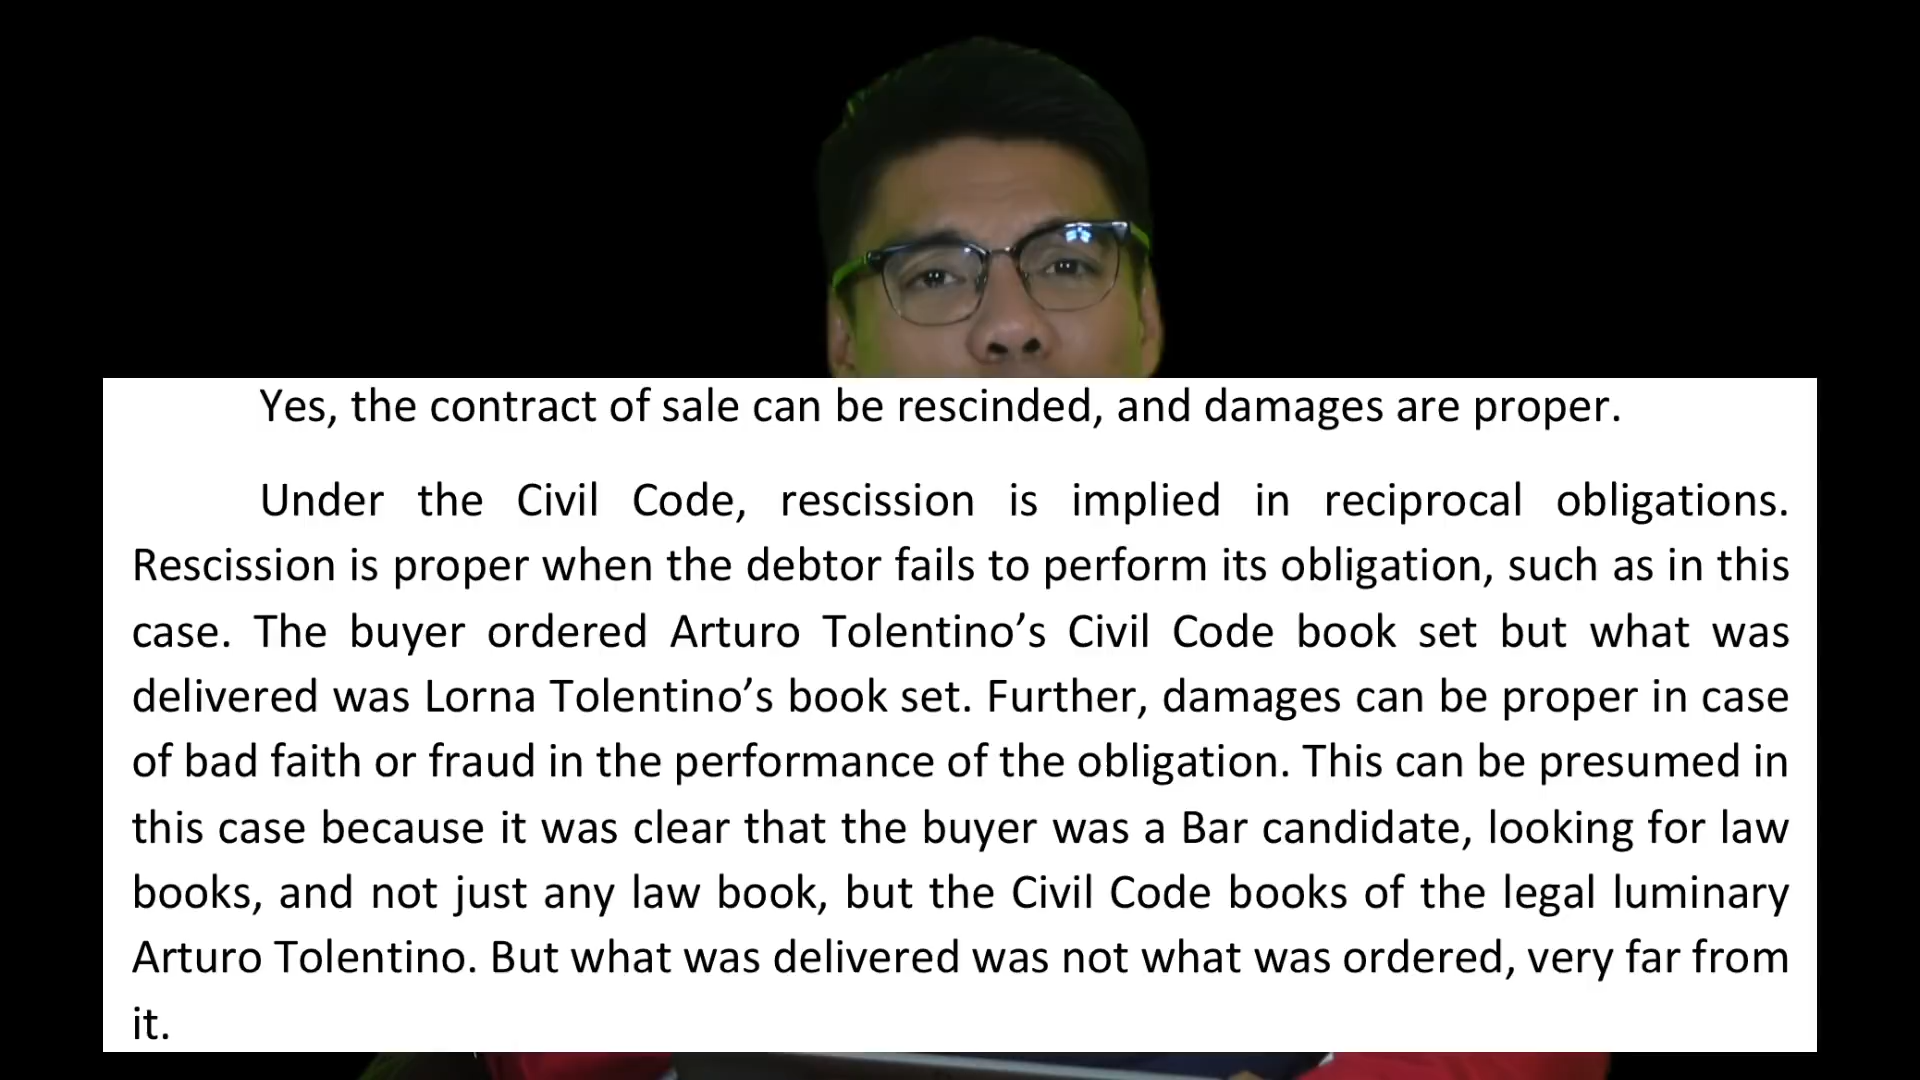 Yes, the contract of sale can be rescinded, and damages are proper.
Under the Civil Code, rescission is implied in reciprocal obligations.
Rescission is proper when the debtor fails to perform its obligation, such as in this
case. The buyer ordered Arturo Tolentino’s Civil Code book set but what was
delivered was Lorna Tolentino’s book set. Further, damages can be proper in case
of bad faith or fraud in the performance of the obligation. This can be presumed in
this case because it was clear that the buyer was a Bar candidate, looking for law
books, and not just any law book, but the Civil Code books of the legal luminary
Arturo Tolentino. But what was delivered was not what was ordered, very far from
it.